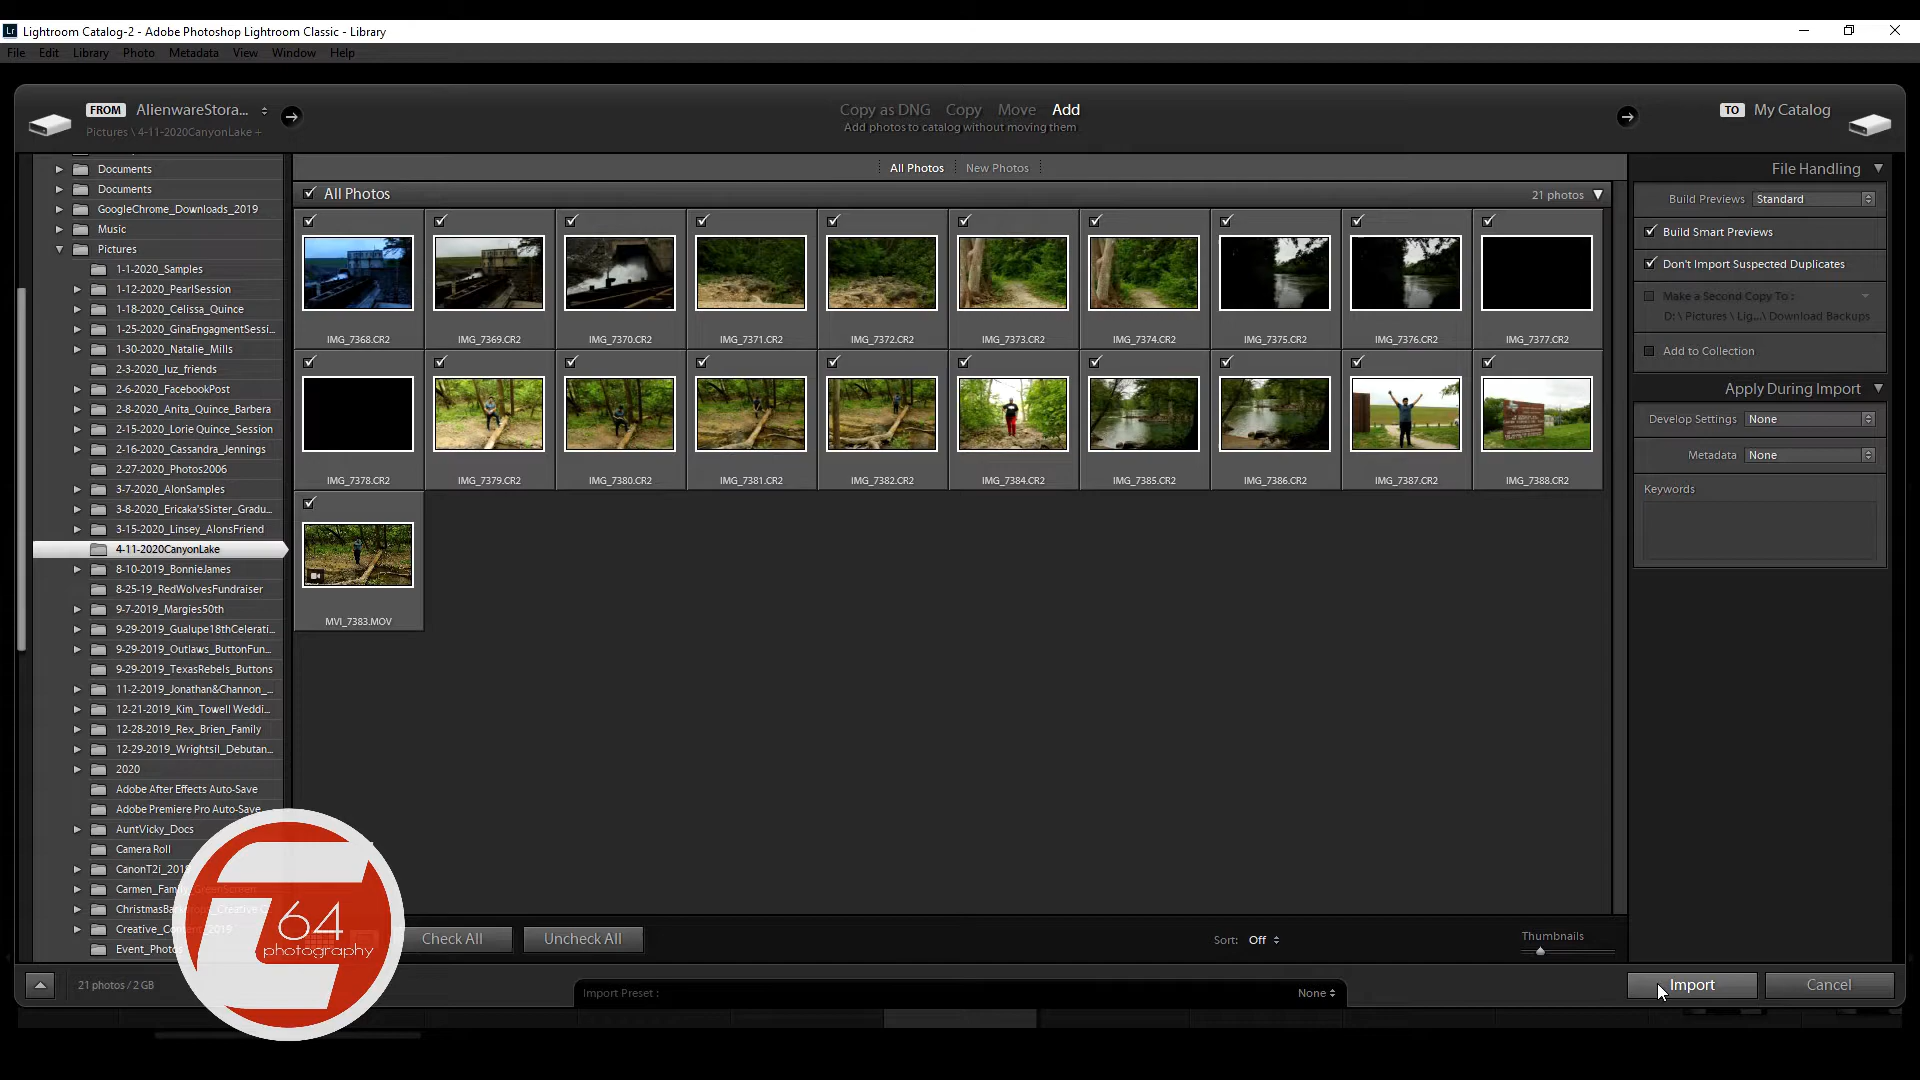 Lr Lightroom Catalog-2 - Adobe Photoshop Lightroom Classic - Library
File Edit Library Photo Metadata View Window Help
FROM AlienwareStora...
Pictures \ 4-11-2020CanyonLake +
Copy as DNG Copy Move Add
Add photos to catalog without moving them
TO My Catalog
Documents
Documents
GoogleChrome_Downloads_2019
Music
Pictures
1-1-2020_Samples
1-12-2020_PearlSession
1-18-2020_Celissa_Quince
1-25-2020_GinaEngagmentSessi...
1-30-2020_Natalie_Mills
2-3-2020_luz_friends
2-6-2020_FacebookPost
2-8-2020_Anita_Quince_Barbera
2-15-2020_Lorie Quince_Session
2-16-2020_Cassandra_Jennings
2-27-2020_Photos2006
3-7-2020_AlonSamples
3-8-2020_Ericaka'sSister_Gradu...
3-15-2020_Linsey_AlonsFriend
4-11-2020CanyonLake
8-10-2019_BonnieJames
8-25-19_RedWolvesFundraiser
9-7-2019_Margies50th
9-29-2019_Gualupe18thCelerati...
9-29-2019_Outlaws_ButtonFun...
9-29-2019_TexasRebels_Buttons
11-2-2019_Jonathan&Channon_...
12-21-2019_Kim_Towell Weddi...
12-28-2019_Rex_Brien_Family
12-29-2019_Wrightsil_Debutan...
2020
Adobe After Effects Auto-Save
Adobe Premiere Pro Auto-Save
AuntVicky_Docs
Camera Roll
CanonT2i_201
Carmen_Family_GreenScreen
Creative_Content_2019
Event_Photos
All Photos New Photos
All Photos
21 photos
IMG_7368.CR2 IMG_7369.CR2 IMG_7370.CR2 IMG_7371.CR2 IMG_7372.CR2 IMG_7373.CR2 IMG_7374.CR2 IMG_7375.CR2 IMG_7376.CR2 IMG_7377.CR2
IMG_7378.CR2 IMG_7379.CR2 IMG_7380.CR2 IMG_7381.CR2 IMG_7382.CR2 IMG_7384.CR2 IMG_7385.CR2 IMG_7386.CR2 IMG_7387.CR2 IMG_7388.CR2
MVI_7383.MOV
File Handling
Build Previews Standard
Build Smart Previews
Don't Import Suspected Duplicates
Make a Second Copy To :
D:\ Pictures \ Lig...\ Download Backups
Add to Collection
Apply During Import
Develop Settings None
Metadata None
Keywords
64
photography
Check All Uncheck All
Sort: Off
Thumbnails
21 photos / 2 GB
Import Preset : None
Import Cancel